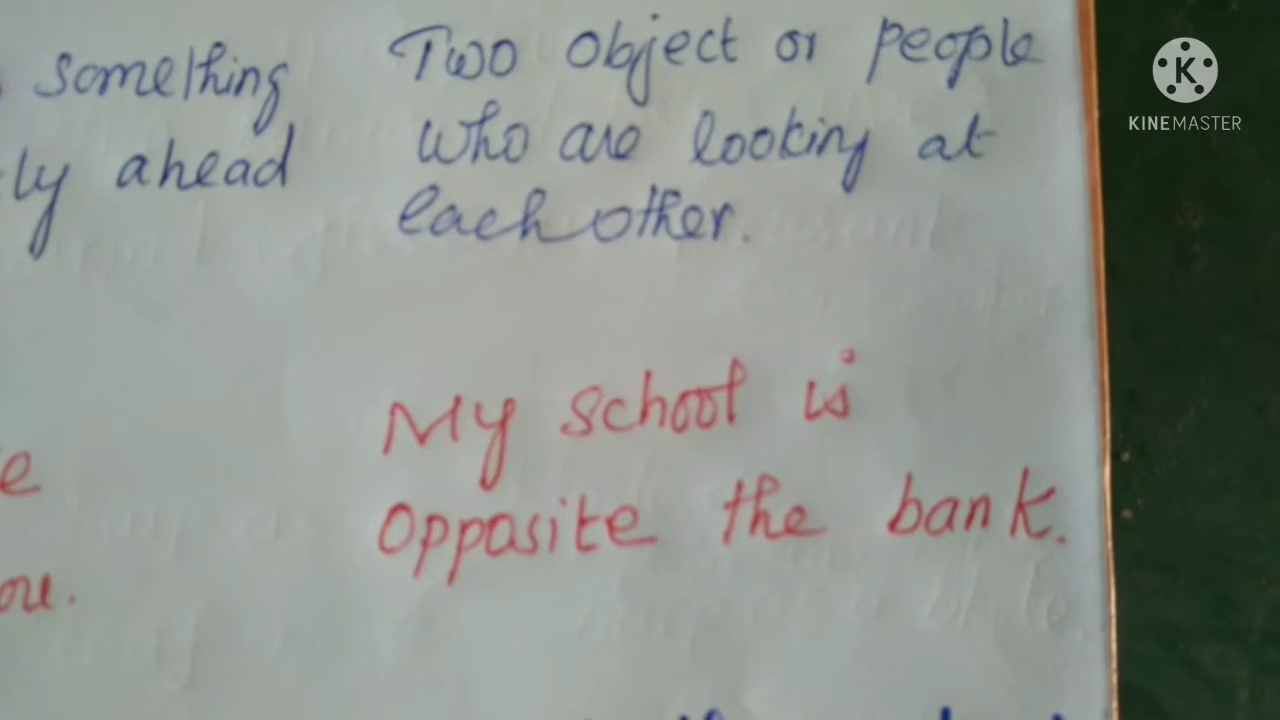 something
ly ahead
Two object or people
who are looking at
each other.
My school is
opposite the bank.
KINEMASTER